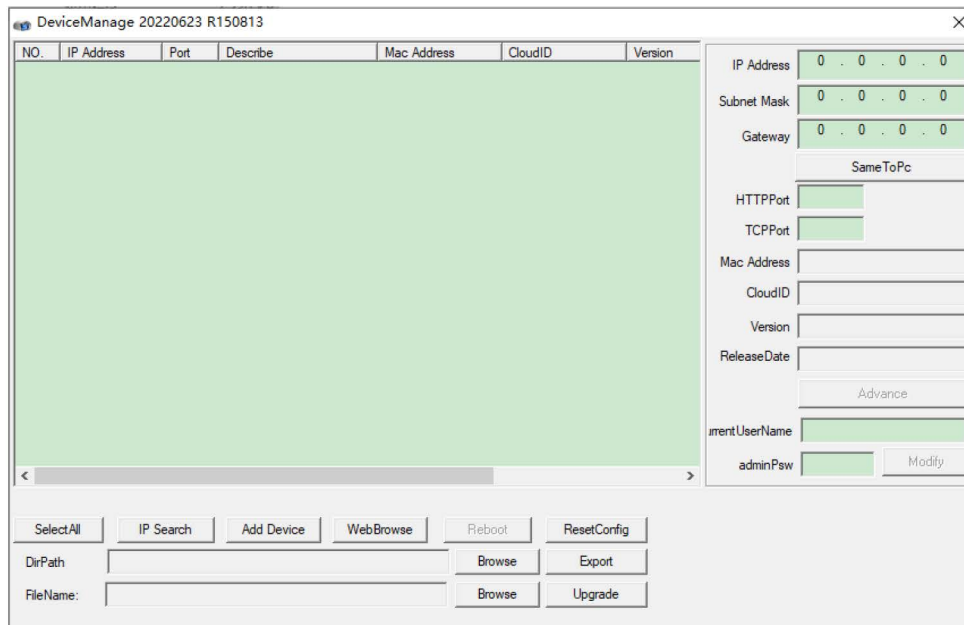 DeviceManage 20220623 R150813
NO. IP Address Port Describe Mac Address CloudID Version
IP Address 0 . 0 . 0 . 0
Subnet Mask 0 . 0 . 0 . 0
Gateway 0 . 0 . 0 . 0
SameToPc
HTTPPort
TCPPort
Mac Address
CloudID
Version
ReleaseDate
Advance
urrentUserName
adminPsw Modify
SelectAll IP Search Add Device WebBrowse Reboot ResetConfig
DirPath Browse Export
FileName: Browse Upgrade